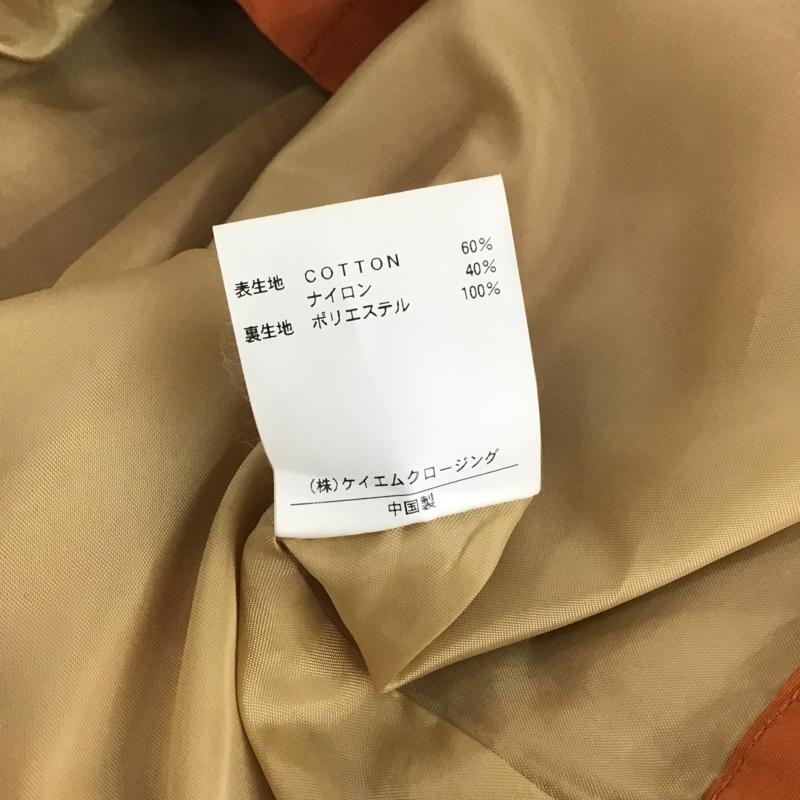 表生地 COTTON 60%
ナイロン 40%
裏生地 ポリエステル 100%
(株)ケイエムクロージング
中国製